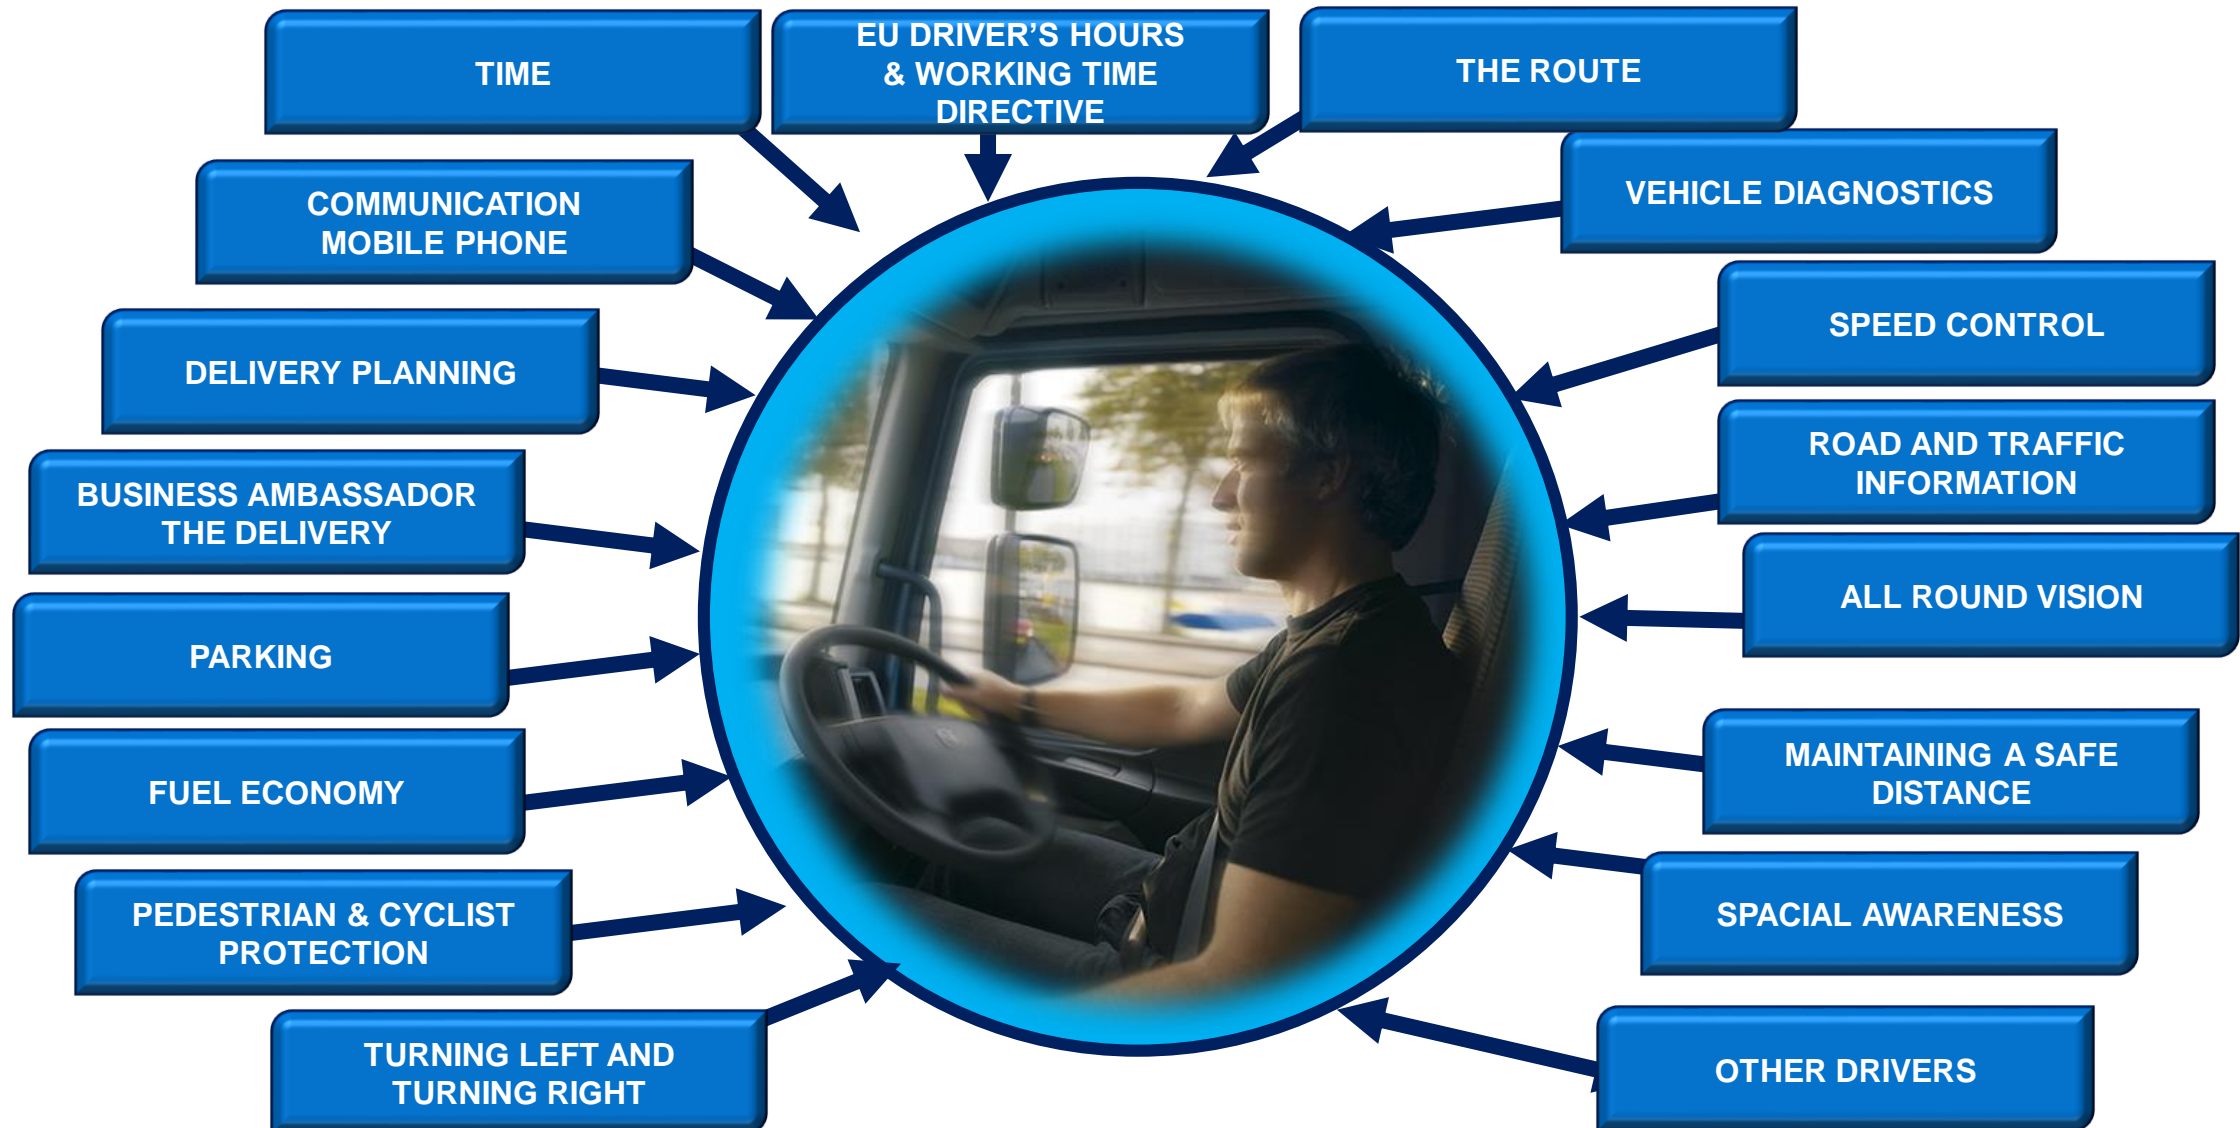 TIME
EU DRIVER’S HOURS
& WORKING TIME
DIRECTIVE
THE ROUTE
COMMUNICATION
MOBILE PHONE
VEHICLE DIAGNOSTICS
DELIVERY PLANNING
SPEED CONTROL
BUSINESS AMBASSADOR
THE DELIVERY
ROAD AND TRAFFIC
INFORMATION
PARKING
ALL ROUND VISION
FUEL ECONOMY
MAINTAINING A SAFE
DISTANCE
PEDESTRIAN & CYCLIST
PROTECTION
SPACIAL AWARENESS
TURNING LEFT AND
TURNING RIGHT
OTHER DRIVERS